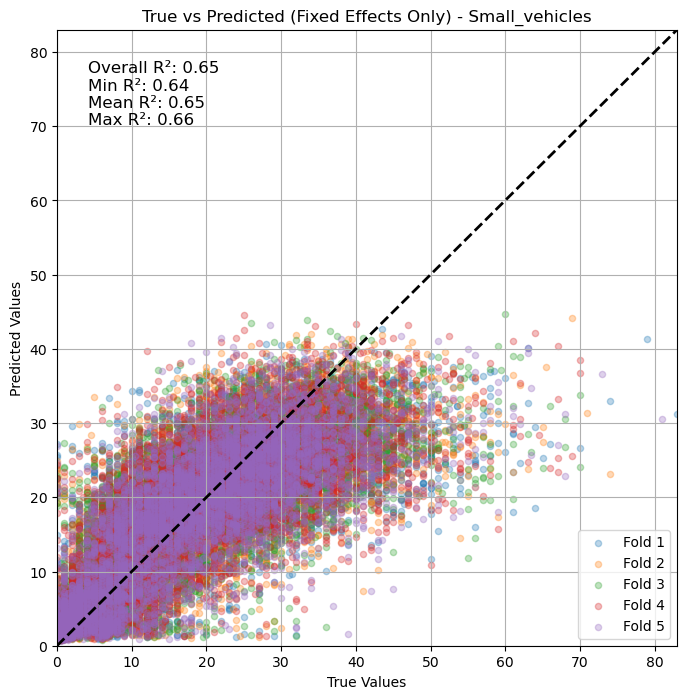 True vs Predicted (Fixed Effects Only) - Small_vehicles
Overall R²: 0.65
Min R²: 0.64
Mean R²: 0.65
Max R²: 0.66
Predicted Values
80
70
60
50
40
30
20
10
0
0 10 20 30 40 50 60 70 80
True Values
Fold 1
Fold 2
Fold 3
Fold 4
Fold 5